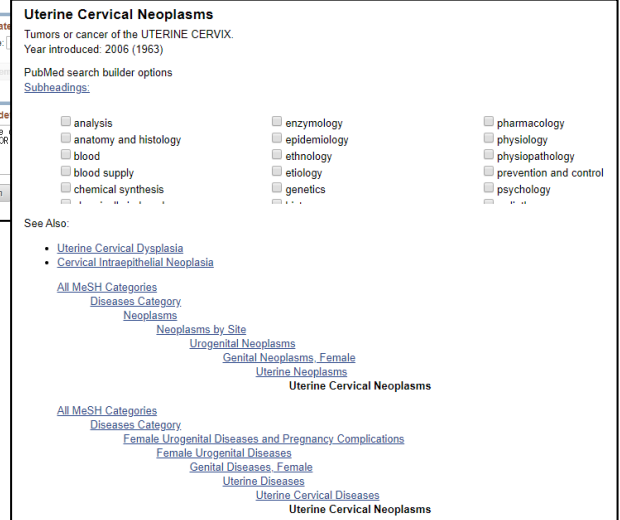 Uterine Cervical Neoplasms
Tumors or cancer of the UTERINE CERVIX.
Year introduced: 2006 (1963)
PubMed search builder options
Subheadings:
analysis enzymology pharmacology
anatomy and histology epidemiology physiology
blood ethnology physiopathology
blood supply etiology prevention and control
chemical synthesis genetics psychology
See Also:
Uterine Cervical Dysplasia
Cervical Intraepithelial Neoplasia
All MeSH Categories
Diseases Category
Neoplasms
Neoplasms by Site
Urogenital Neoplasms
Genital Neoplasms, Female
Uterine Neoplasms
Uterine Cervical Neoplasms
All MeSH Categories
Diseases Category
Female Urogenital Diseases and Pregnancy Complications
Female Urogenital Diseases
Genital Diseases, Female
Uterine Diseases
Uterine Cervical Diseases
Uterine Cervical Neoplasms